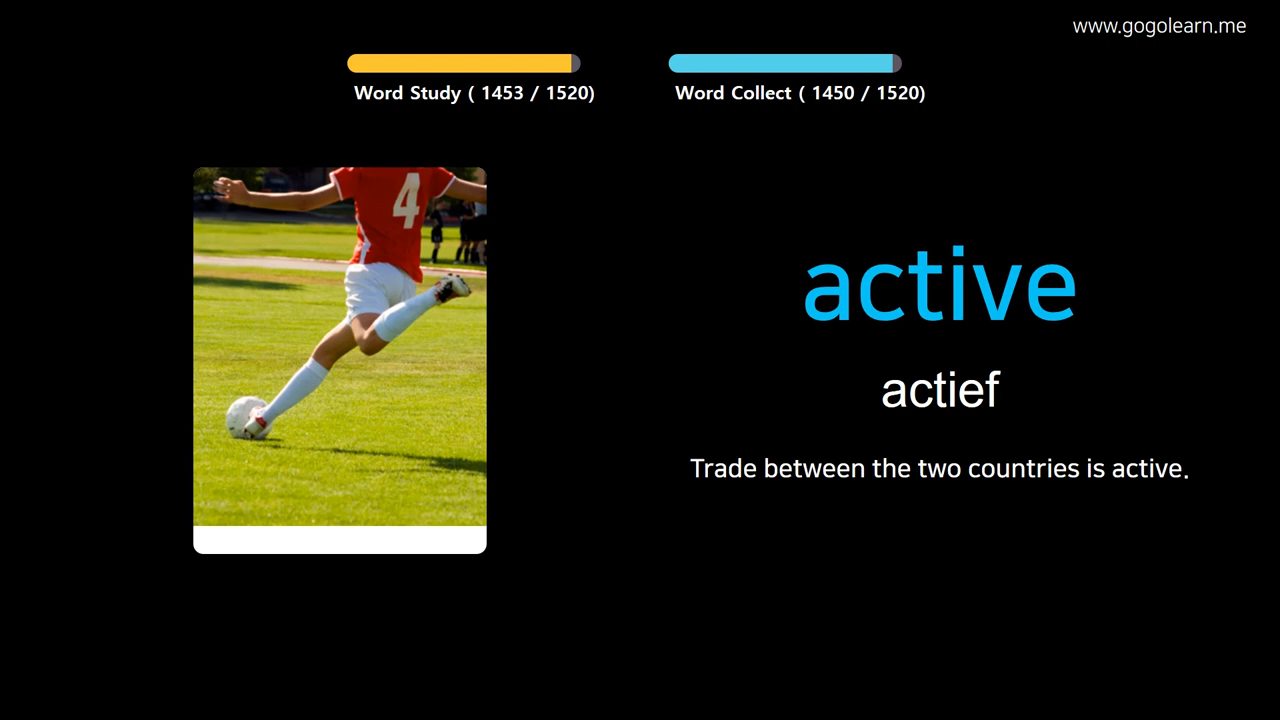 www.gogolearn.me
Word Study ( 1453 / 1520)
Word Collect ( 1450 / 1520)
4
active
actief
Trade between the two countries is active.